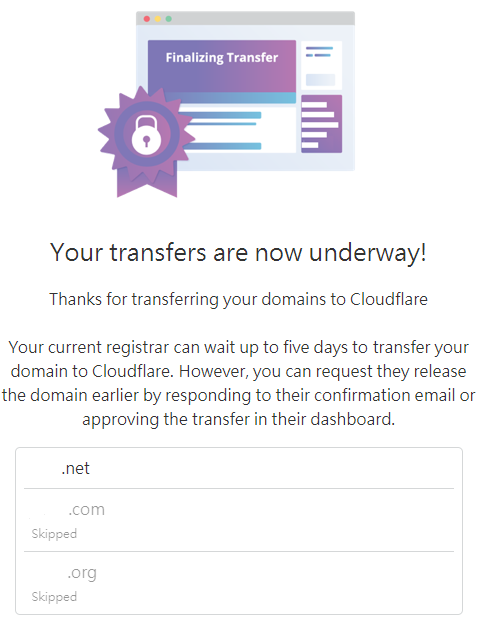 Finalizing Transfer
Your transfers are now underway!
Thanks for transferring your domains to Cloudflare
Your current registrar can wait up to five days to transfer your
domain to Cloudflare. However, you can request they release
the domain earlier by responding to their confirmation email or
approving the transfer in their dashboard.
.net
.com
Skipped
.org
Skipped